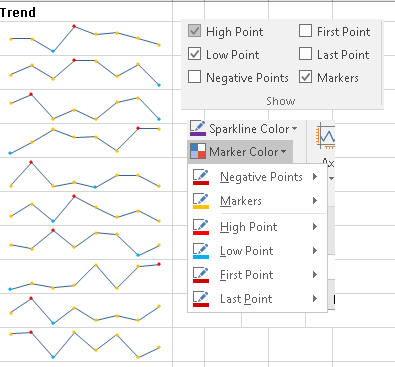 Trend
High Point First Point
Low Point Last Point
Negative Points Markers
Show
Sparkline Color
Marker Color
Negative Points
Markers
High Point
Low Point
First Point
Last Point